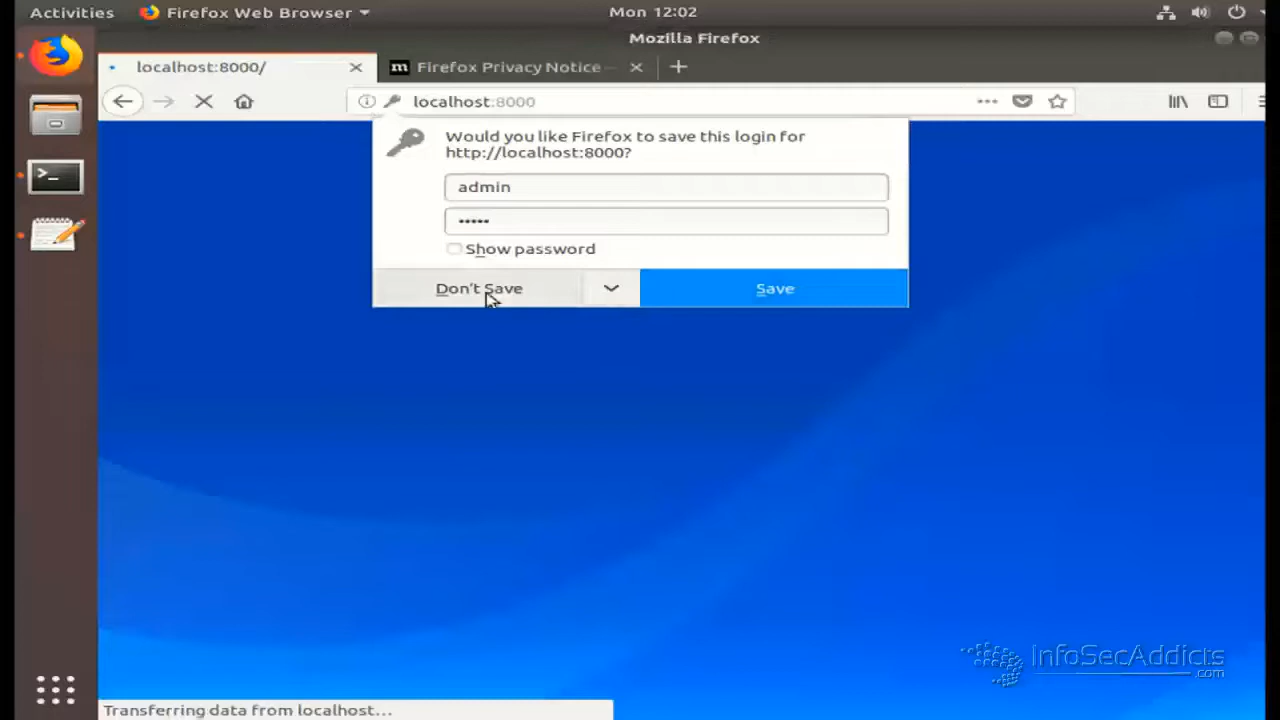 Activities
Firefox Web Browser
Mon 12:02
Mozilla Firefox
localhost:8000/
m Firefox Privacy Notice —
localhost:8000
Would you like Firefox to save this login for
http://localhost:8000?
admin
•••••
Show password
Don't Save
Save
InfoSecAddicts
.com
Transferring data from localhost...